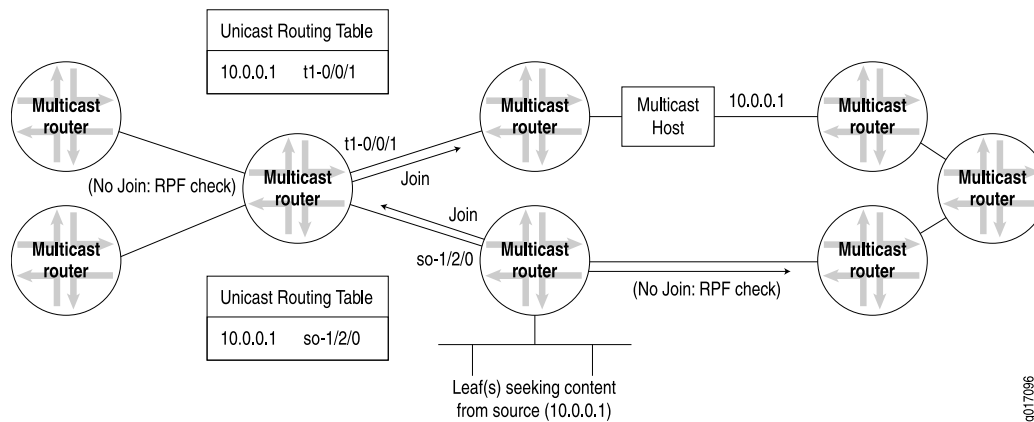 Unicast Routing Table
10.0.0.1 t1-0/0/1
Multicast
router
Multicast
router
Multicast
Host
10.0.0.1
Multicast
router
t1-0/0/1
Join
(No Join: RPF check)
Multicast
router
Multicast
router
Join
so-1/2/0
Multicast
router
Multicast
router
Multicast
router
(No Join: RPF check)
Unicast Routing Table
10.0.0.1 so-1/2/0
Leaf(s) seeking content
from source (10.0.0.1)
g017096